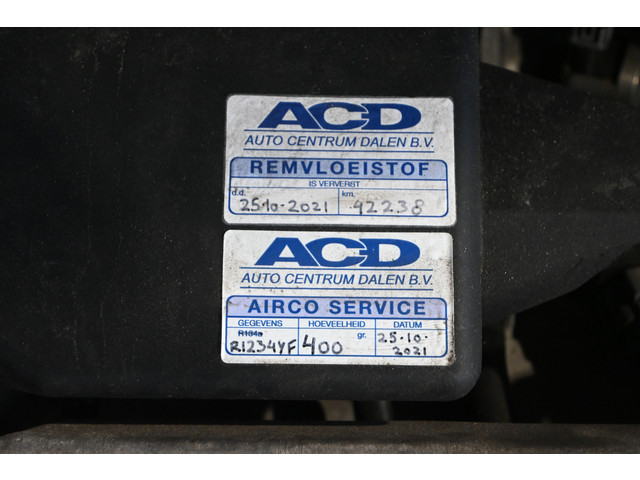 ACD
AUTO CENTRUM DALEN B.V.
REMVLOEISTOF
IS VERVERST
d.d. km.
25-10-2021 92238
ACD
AUTO CENTRUM DALEN B.V.
AIRCO SERVICE
GEGEVENS HOEVEELHEID DATUM
R134a gr. 25-10-
R1234YF 400 2021